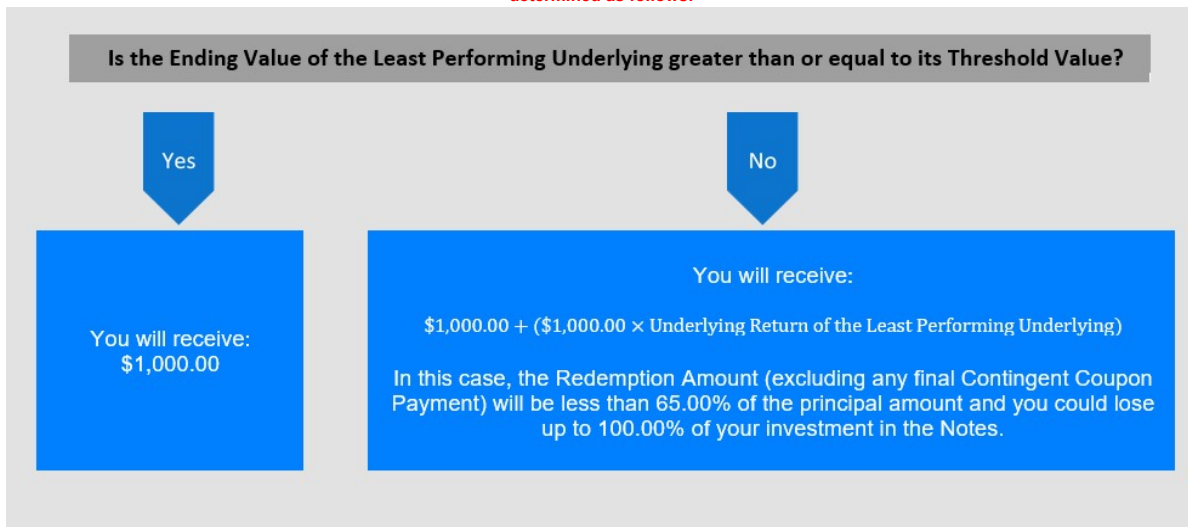 Is the Ending Value of the Least Performing Underlying greater than or equal to its Threshold Value?
Yes
No
You will receive:
$1,000.00
You will receive:
$1,000.00 + ($1,000.00 × Underlying Return of the Least Performing Underlying)
In this case, the Redemption Amount (excluding any final Contingent Coupon
Payment) will be less than 65.00% of the principal amount and you could lose
up to 100.00% of your investment in the Notes.